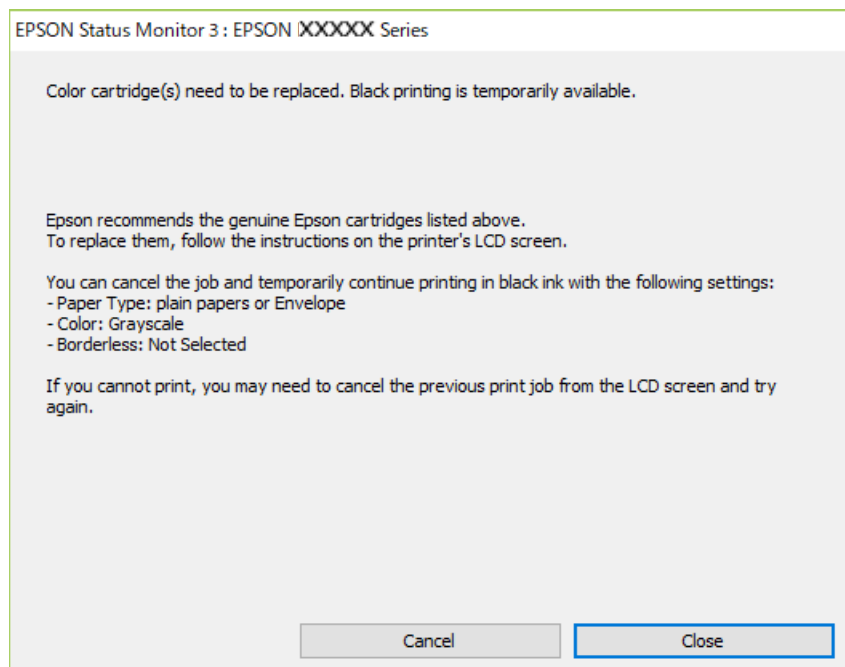 EPSON Status Monitor 3 : EPSON XXXXX Series
Color cartridge(s) need to be replaced. Black printing is temporarily available.
Epson recommends the genuine Epson cartridges listed above.
To replace them, follow the instructions on the printer's LCD screen.
You can cancel the job and temporarily continue printing in black ink with the following settings:
- Paper Type: plain papers or Envelope
- Color: Grayscale
- Borderless: Not Selected
If you cannot print, you may need to cancel the previous print job from the LCD screen and try
again.
Cancel
Close